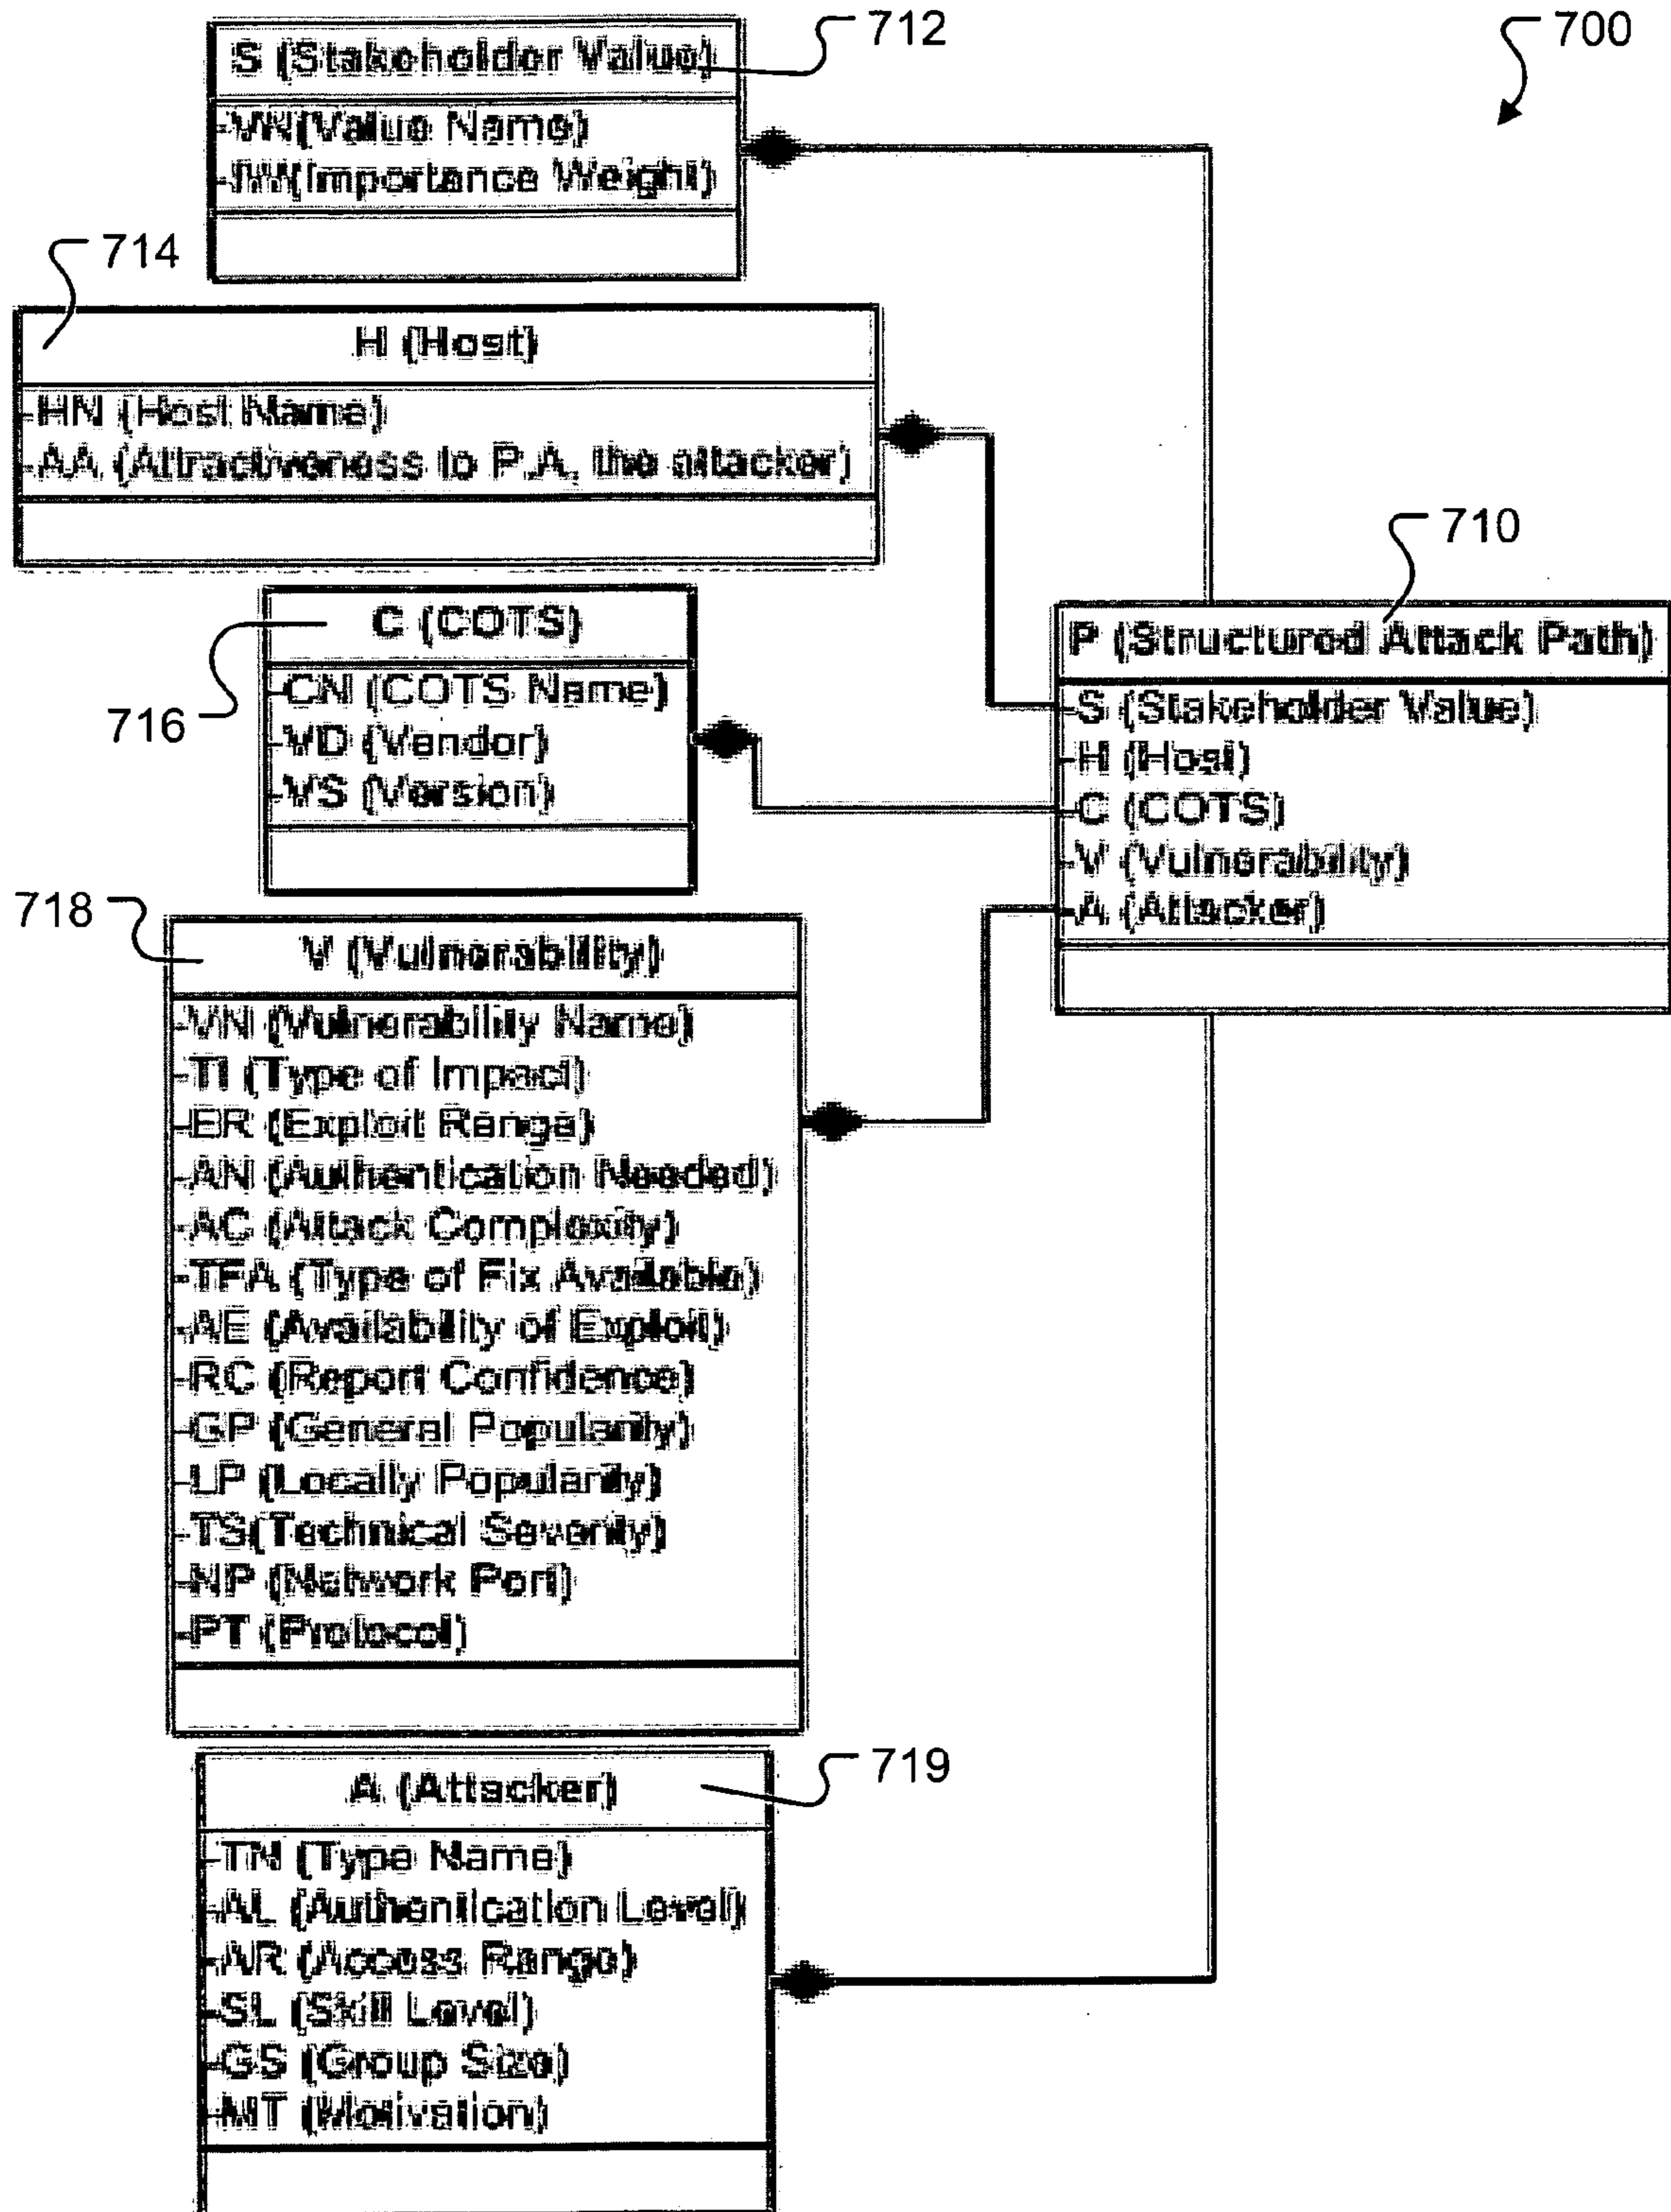 712
700
S (Stakeholder Value)
-VN(Value Name)
-IW(Importance Weight)
714
H (Host)
-HN (Host Name)
-AA (Attractiveness to P.A, the attacker)
710
P (Structured Attack Path)
-S (Stakeholder Value)
-H (Host)
-C (COTS)
-V (Vulnerability)
-A (Attacker)
716
C (COTS)
-CN (COTS Name)
-VD (Vendor)
-VS (Version)
718
V (Vulnerability)
-VN (Vulnerability Name)
-TI (Type of Impact)
-ER (Exploit Range)
-AN (Authentication Needed)
-AC (Attack Complexity)
-TFA (Type of Fix Available)
-AE (Availability of Exploit)
-RC (Report Confidence)
-GP (General Popularity)
-LP (Locally Popularity)
-TS(Technical Severity)
-NP (Network Port)
-PT (Protocol)
719
A (Attacker)
-TN (Type Name)
-AL (Authentication Level)
-AR (Access Range)
-SL (Skill Level)
-GS (Group Size)
-MT (Motivation)